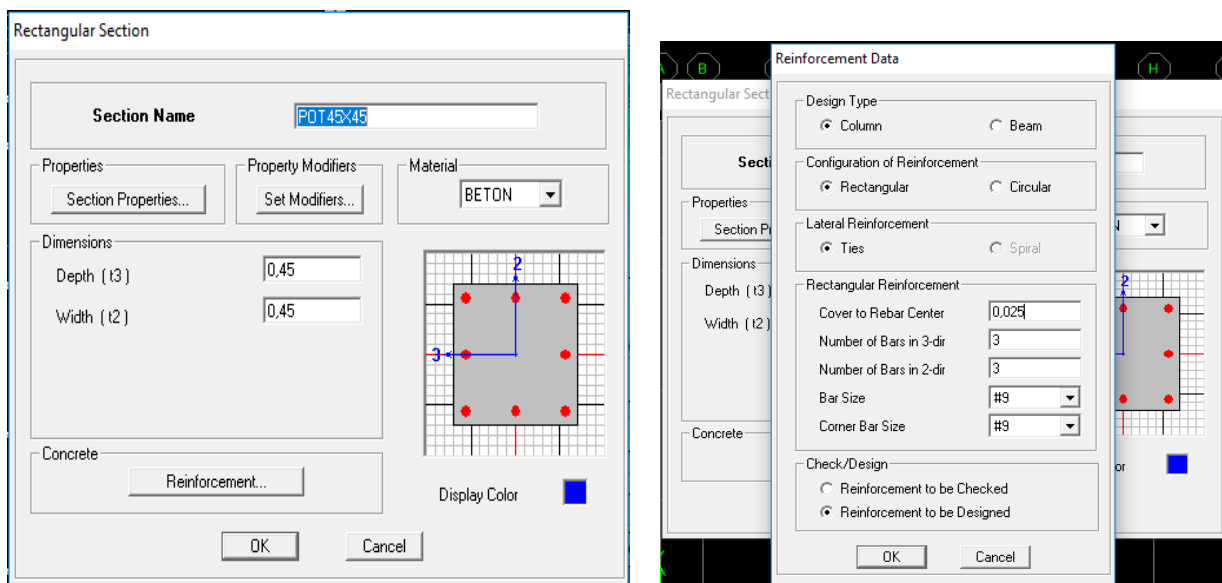 Rectangular Section
Section Name
POT45X45
Properties
Section Properties...
Property Modifiers
Set Modifiers...
Material
BETON
Dimensions
Depth ( t3 )
0,45
Width ( t2 )
0,45
2
3
Concrete
Reinforcement...
Display Color
OK
Cancel
B
H
Rectangular Sect
Secti
Properties
Section P
Dimensions
Depth ( t3 )
Width ( t2 )
2
Concrete
or
Reinforcement Data
Design Type
Column
Beam
Configuration of Reinforcement
Rectangular
Circular
Lateral Reinforcement
Ties
Spiral
Rectangular Reinforcement
Cover to Rebar Center
0,025
Number of Bars in 3-dir
3
Number of Bars in 2-dir
3
Bar Size
#9
Corner Bar Size
#9
Check/Design
Reinforcement to be Checked
Reinforcement to be Designed
OK
Cancel